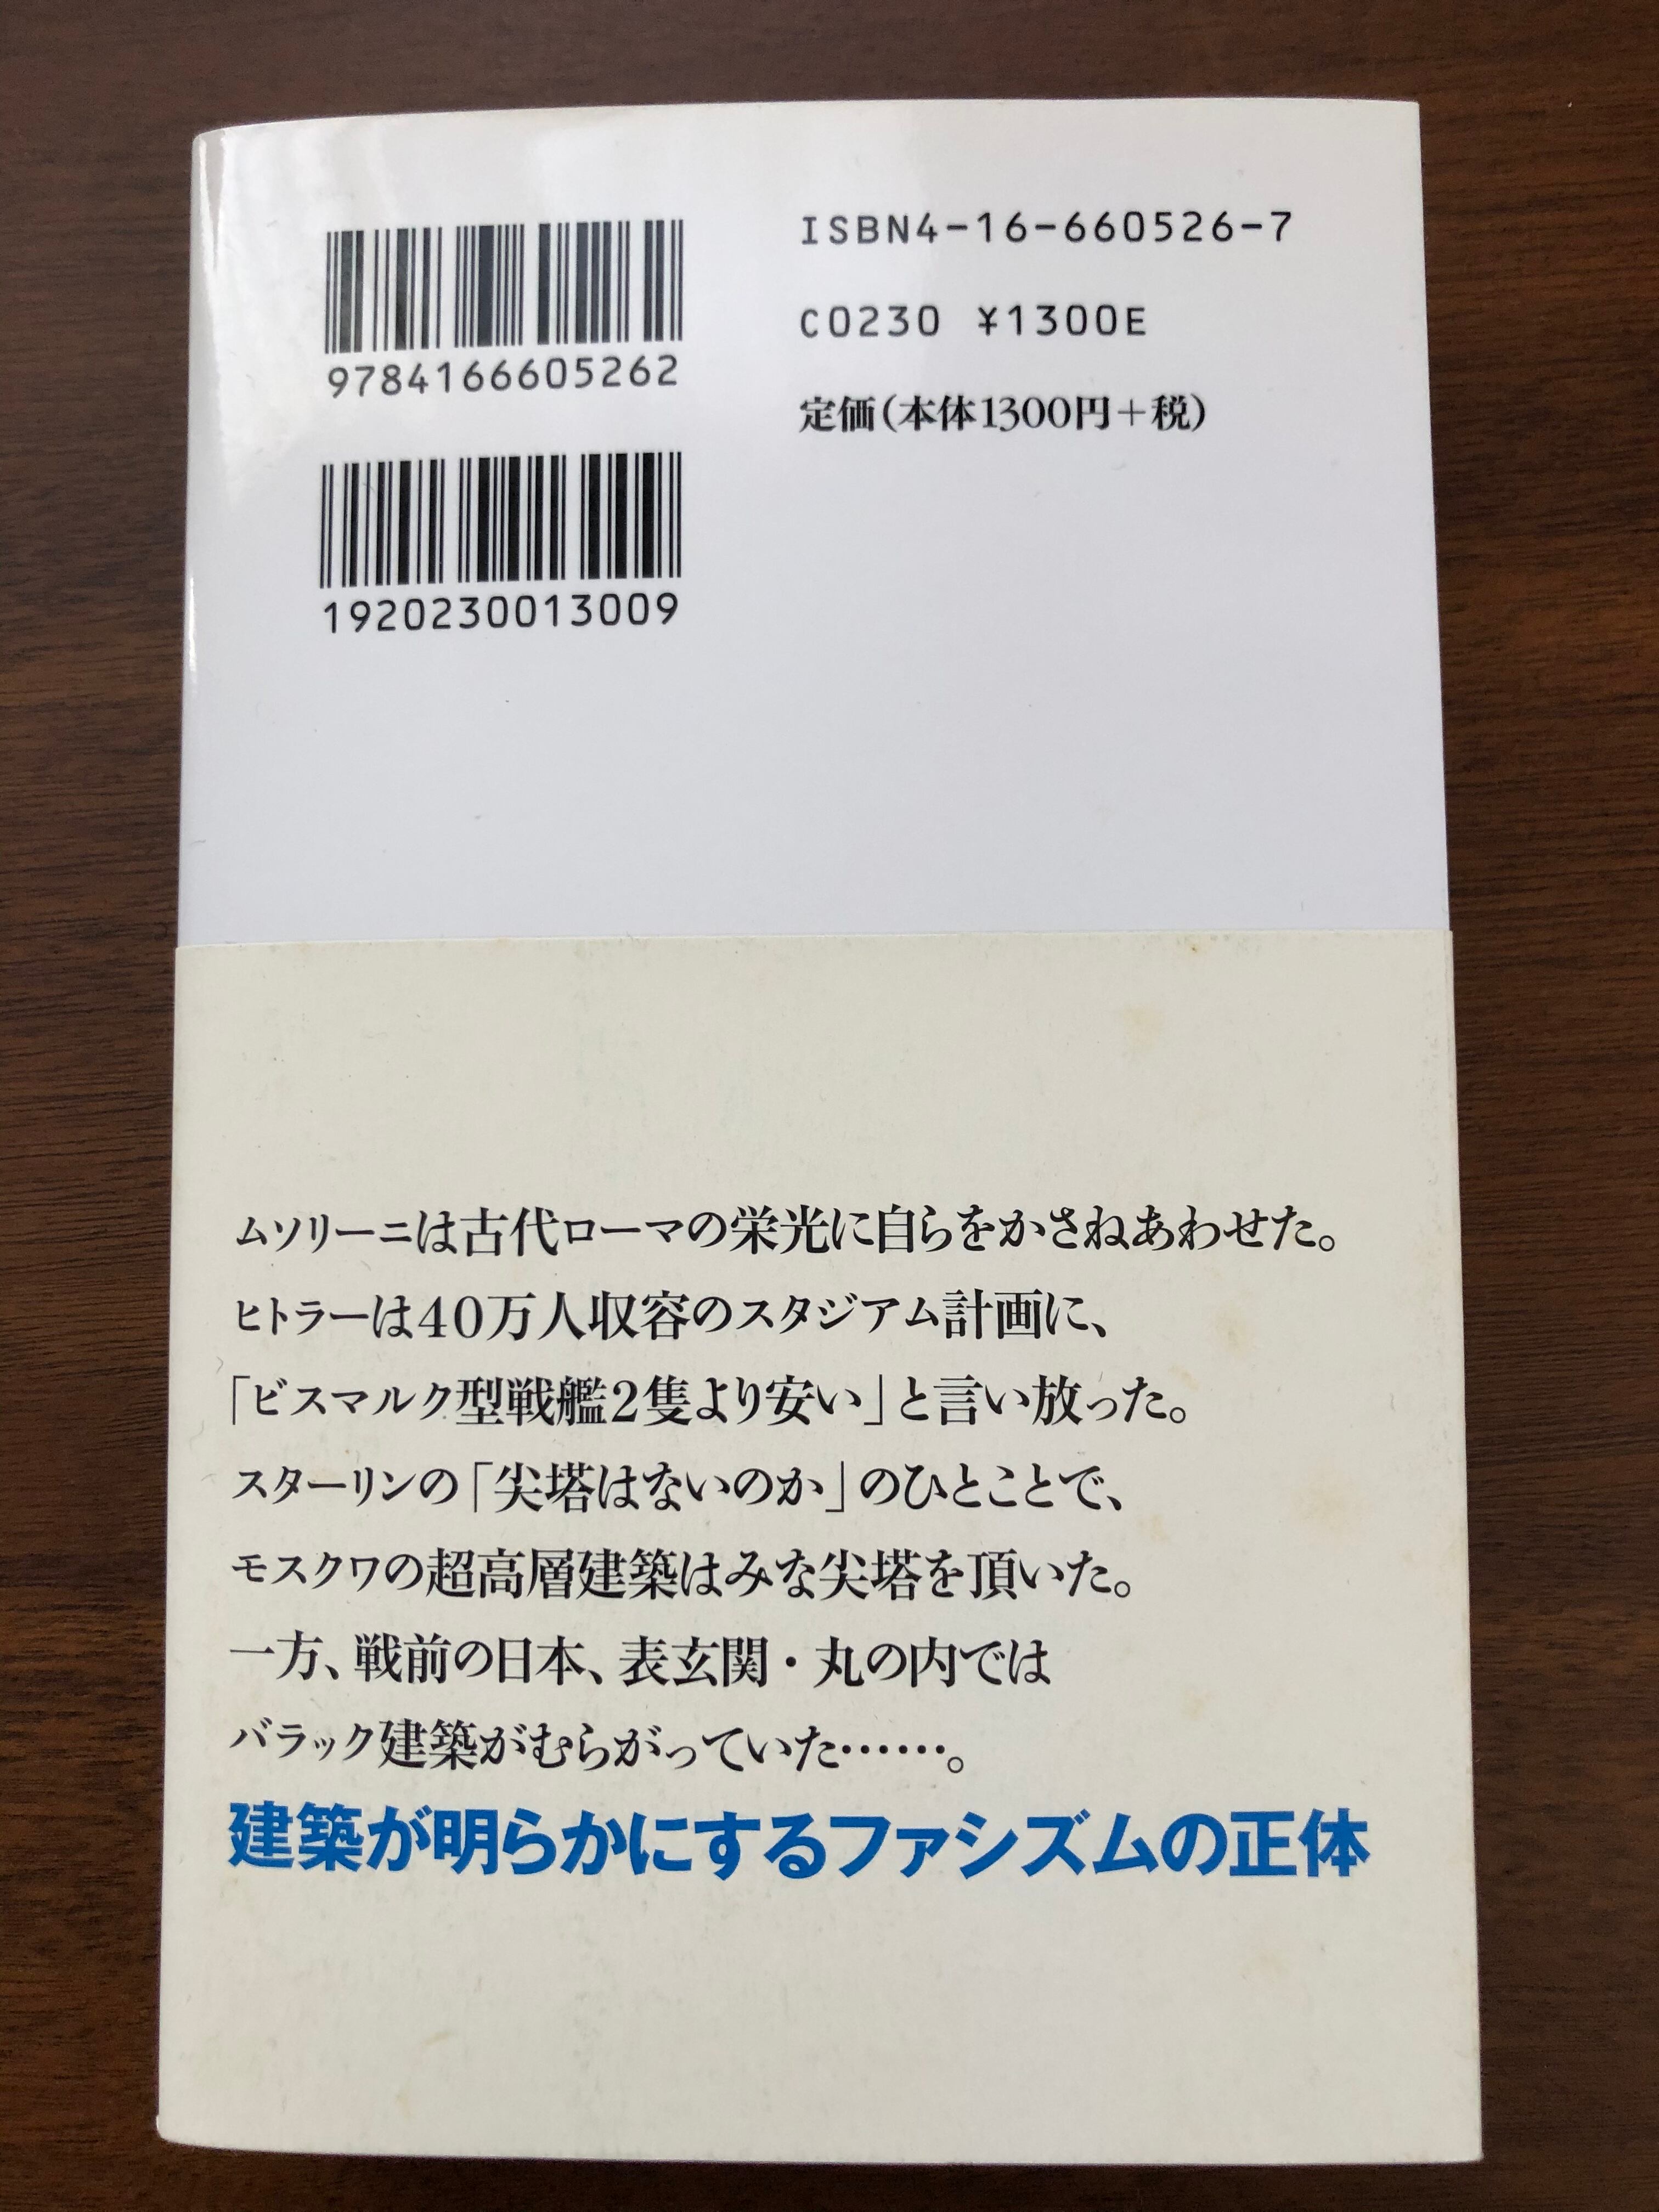 ISBN4-16-660526-7
C0230 ¥1300E
定価(本体1300円+税)
9784166605262
1920230013009
ムソリーニは古代ローマの栄光に自らをかさねあわせた。
ヒトラーは40万人収容のスタジアム計画に、
「ビスマルク型戦艦2隻より安い」と言い放った。
スターリンの「尖塔はないのか」のひとことで、
モスクワの超高層建築はみな尖塔を頂いた。
一方、戦前の日本、表玄関・丸の内では
バラック建築がむらがっていた……。
建築が明らかにするファシズムの正体